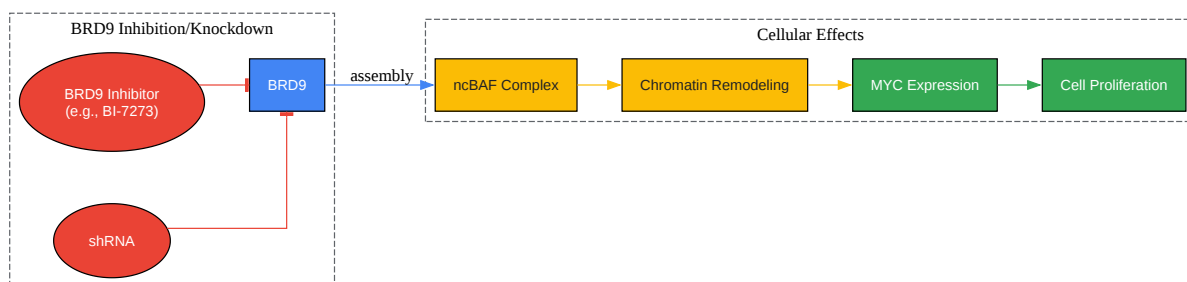 BRD9 Inhibition/Knockdown
BRD9 Inhibitor
(e.g., BI-7273)
BRD9
shRNA
assembly
Cellular Effects
ncBAF Complex
Chromatin Remodeling
MYC Expression
Cell Proliferation